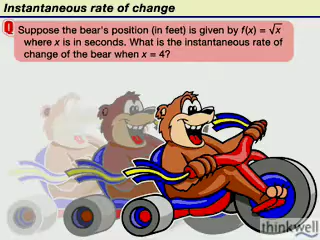 Instantaneous rate of change
Q Suppose the bear's position (in feet) is given by f(x) = √x
where x is in seconds. What is the instantaneous rate of
change of the bear when x = 4?
thinkwell